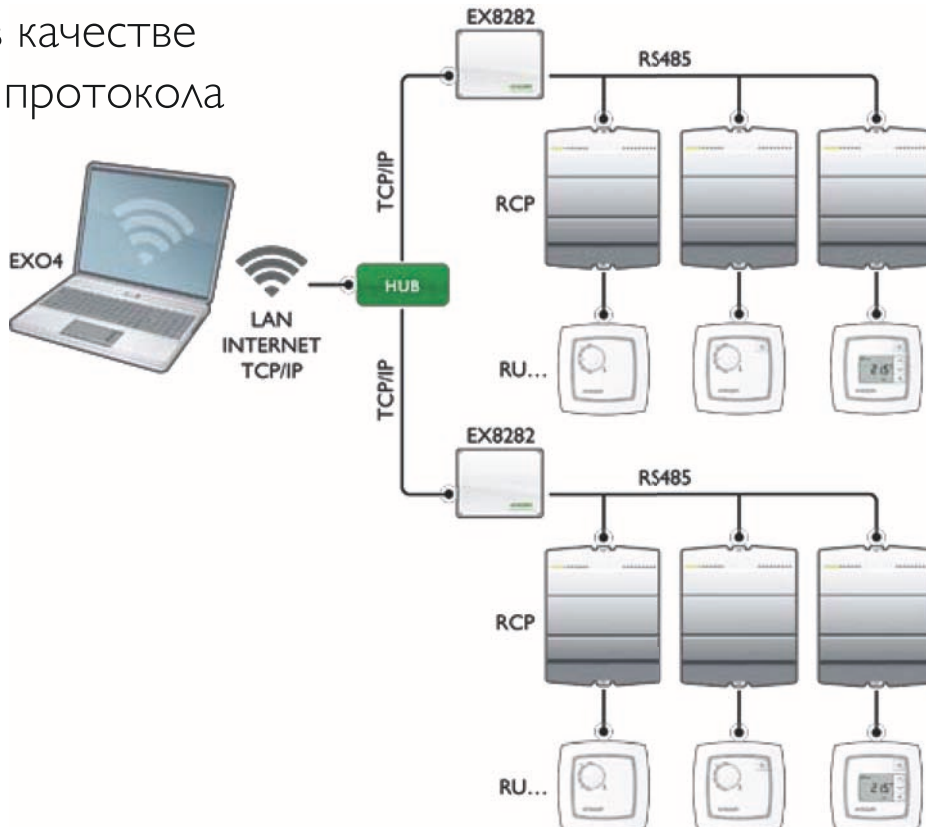 в качестве
протокола
EX8282
RS485
TCP/IP
RCP
EXO4
HUB
LAN
INTERNET
TCP/IP
RU...
TCP/IP
EX8282
RS485
RCP
RU...